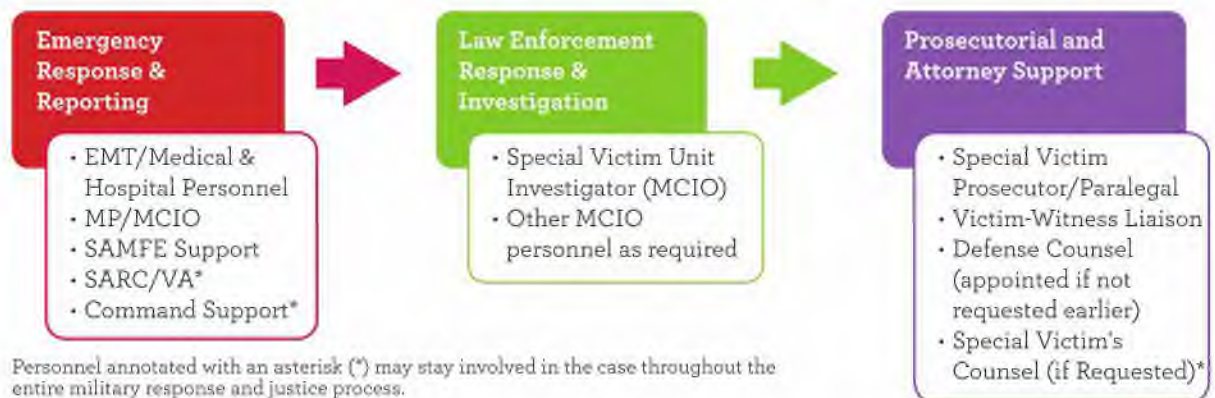 Emergency
Response &
Reporting
• EMT/Medical &
Hospital Personnel
• MP/MCIO
• SAMFE Support
• SARC/VA*
• Command Support*
Law Enforcement
Response &
Investigation
• Special Victim Unit
Investigator (MCIO)
• Other MCIO
personnel as required
Prosecutorial and
Attorney Support
• Special Victim
Prosecutor/Paralegal
• Victim-Witness Liaison
• Defense Counsel
(appointed if not
requested earlier)
• Special Victim's
Counsel (if Requested)*
Personnel annotated with an asterisk (*) may stay involved in the case throughout the
entire military response and justice process.